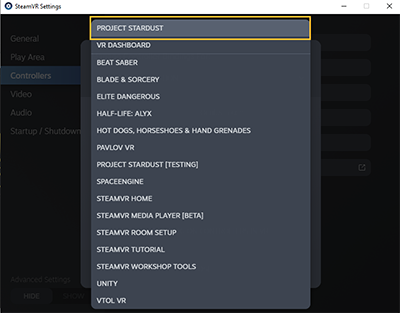 SteamVR Settings
General
Play Area
Controllers
Video
Audio
Startup / Shutdown
PROJECT STARDUST
VR DASHBOARD
BEAT SABER
BLADE & SORCERY
ELITE DANGEROUS
HALF-LIFE: ALYX
HOT DOGS, HORSESHOES & HAND GRENADES
PAVLOV VR
PROJECT STARDUST [TESTING]
SPACEENGINE
STEAMVR HOME
STEAMVR MEDIA PLAYER [BETA]
STEAMVR ROOM SETUP
STEAMVR TUTORIAL
STEAMVR WORKSHOP TOOLS
UNITY
VTOL VR
Advanced Settings
HIDE
VIEW